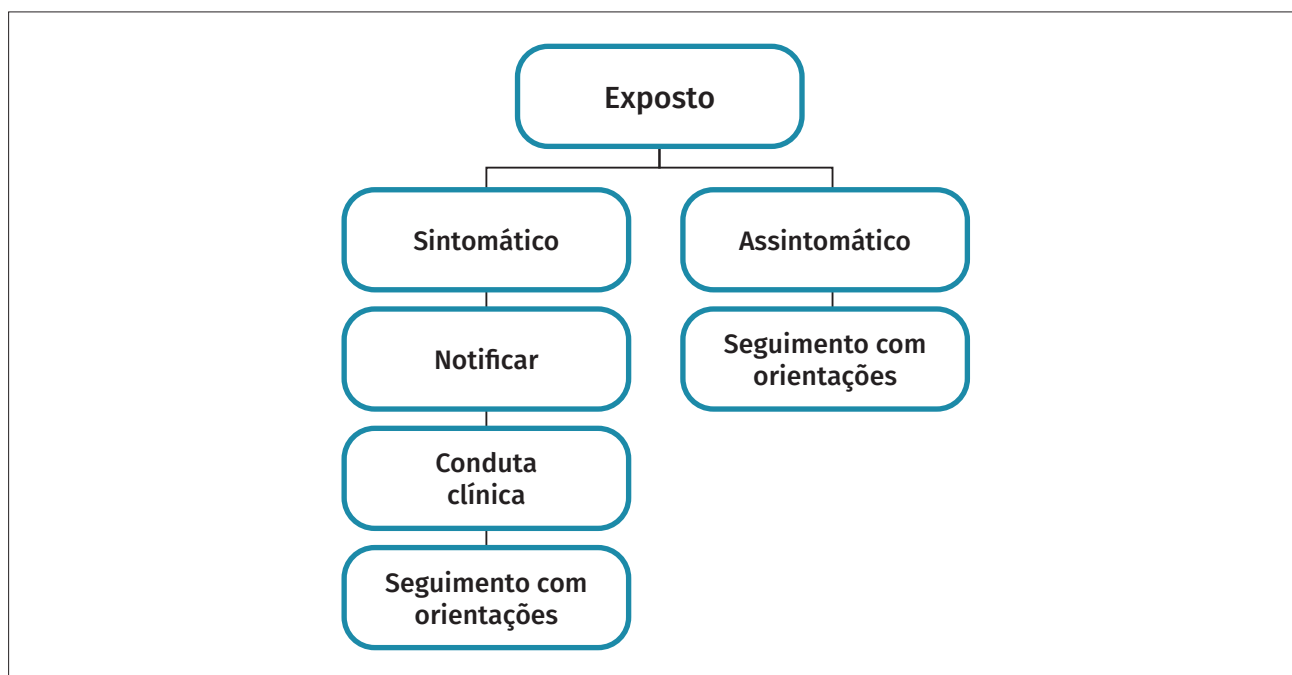 Exposto
Sintomático
Assintomático
Notificar
Seguimento com
orientações
Conduta
clínica
Seguimento com
orientações